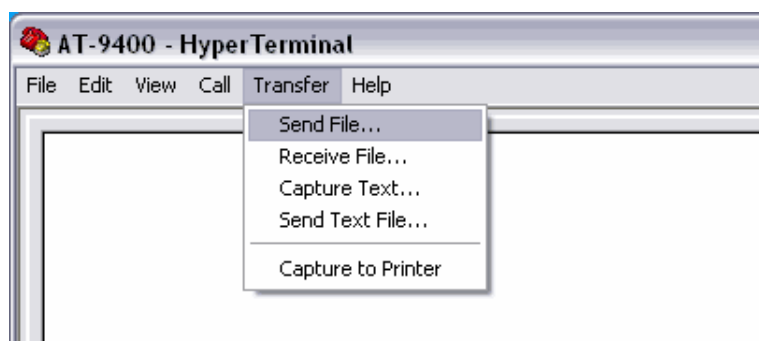 AT-9400 - HyperTerminal
File Edit View Call Transfer Help
Send File...
Receive File...
Capture Text...
Send Text File...
Capture to Printer